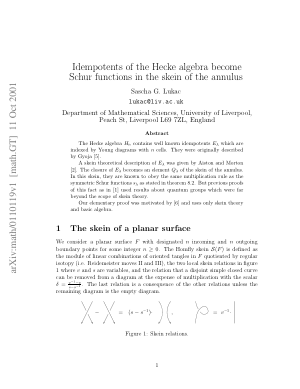 Idempotents of the Hecke algebra become
Schur functions in the skein of the annulus
Sascha G. Lukac
lukac@liv.ac.uk
Department of Mathematical Sciences, University of Liverpool,
Peach St, Liverpool L69 7ZL, England
Abstract
The Hecke algebra Hₙ contains well known idempotents E_λ which are
indexed by Young diagrams with n cells. They were originally described
by Gyoja [5].
A skein theoretical description of E_λ was given by Aiston and Morton
[2]. The closure of E_λ becomes an element Q_λ of the skein of the annulus.
In this skein, they are known to obey the same multiplication rule as the
symmetric Schur functions s_λ as stated in theorem 8.2. But previous proofs
of this fact as in [1] used results about quantum groups which were far
beyond the scope of skein theory.
Our elementary proof was motivated by [6] and uses only skein theory
and basic algebra.
1 The skein of a planar surface
We consider a planar surface F with designated n incoming and n outgoing
boundary points for some integer n ≥ 0. The Homfly skein S(F) is defined as the
module of linear combinations of oriented tangles in F quotiented by regular
isotopy (i.e. Reidemeister moves II and III), the two local skein relations in figure
1 where v and s are variables, and the relation that a disjoint simple closed curve
can be removed from a diagram at the expense of multiplication with the scalar
The last relation is a consequence of the other relations unless the
remaining diagram is the empty diagram.
− = (s − s⁻¹) , = v⁻¹ .
Figure 1: Skein relations.
1
arXiv:math/0110119v1 [math.GT] 11 Oct 2001